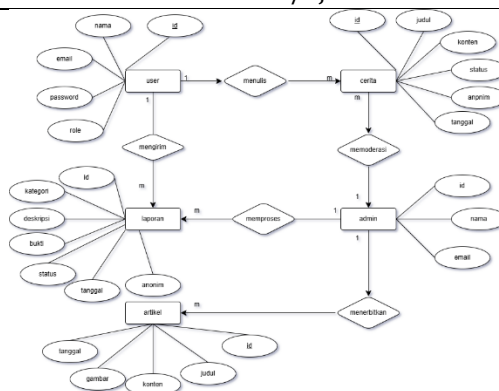 nama
id
email
password
role
user
1.
menulis
m.
cerita
id
judul
konten
status
anpnim
tanggal
1.
mengirim
m.
m.
memoderasi
1.
id
kategori
deskripsi
bukti
status
tanggal
anonim
laporan
m.
memproses
1.
admin
id
nama
email
1.
menerbitkan
m.
artikel
tanggal
gambar
konten
judul
id